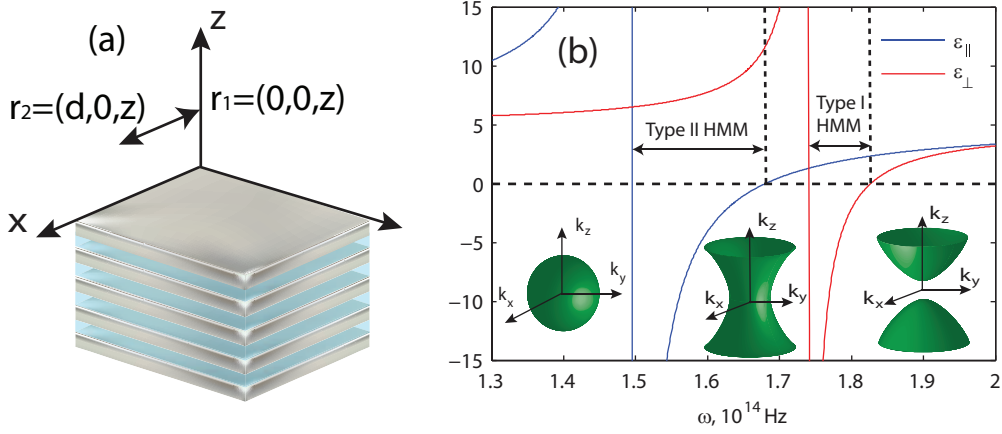 (a)
z
r₂=(d,0,z)
r₁=(0,0,z)
x
(b)
ε∥
ε⊥
Type II HMM
Type I
HMM
kz
ky
kx
kz
ky
kx
kz
ky
kx
15
10
5
0
−5
−10
−15
1.3
1.4
1.5
1.6
1.7
1.8
1.9
2
ω, 10¹⁴ Hz